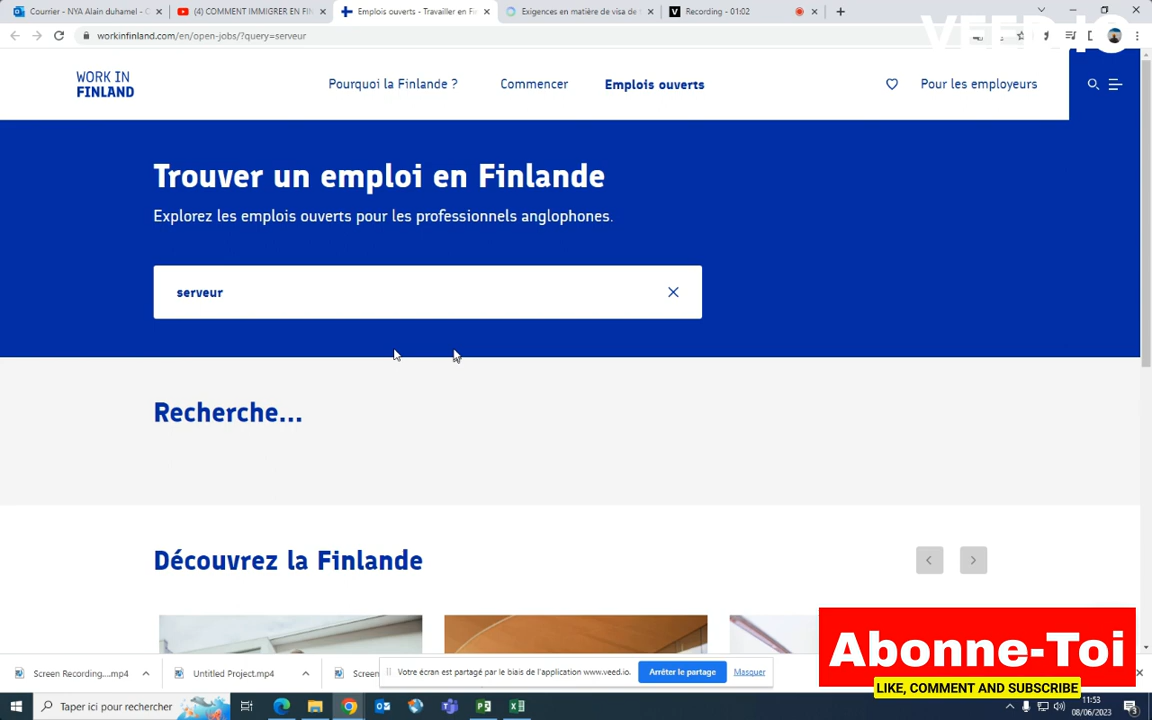 Courrier - NYA Alain duhamel - O
(4) COMMENT IMMIGRER EN FIN
Emplois ouverts - Travailler en Fi
Exigences en matière de visa de
Recording - 01:02
VEED.IO
workinfinland.com/en/open-jobs/?query=serveur
WORK IN
FINLAND
Pourquoi la Finlande ?
Commencer
Emplois ouverts
Pour les employeurs
Trouver un emploi en Finlande
Explorez les emplois ouverts pour les professionnels anglophones.
serveur
Recherche...
Découvrez la Finlande
Abonne-Toi
LIKE, COMMENT AND SUBSCRIBE
Screen Recording....mp4
Untitled Project.mp4
Screen
Votre écran est partagé par le biais de l'application www.veed.io.
Arrêter le partage
Masquer
Taper ici pour rechercher
11:53
08/06/2023
3